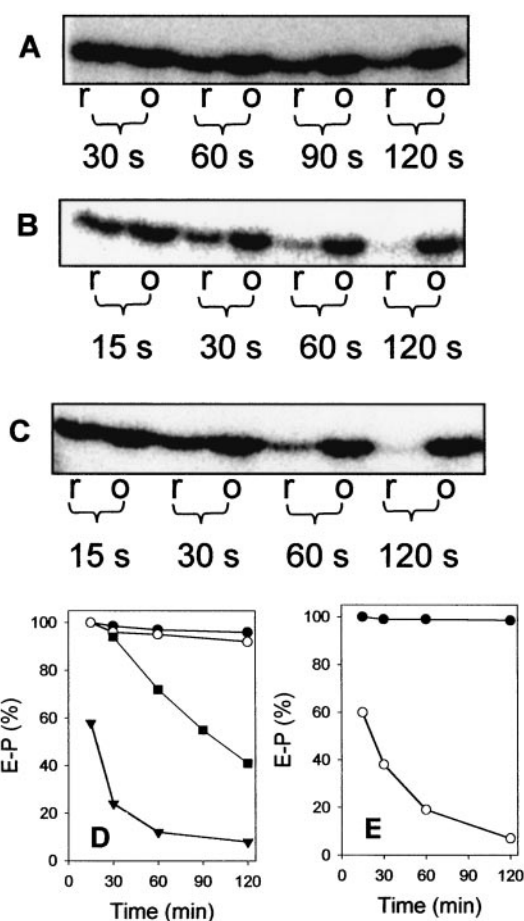 A
r o r o r o r o
30 s 60 s 90 s 120 s
B
r o r o r o r o
15 s 30 s 60 s 120 s
C
r o r o r o r o
15 s 30 s 60 s 120 s
100
80
60
40
20
0
E-P (%)
D
0 30 60 90 120
Time (min)
100
80
60
40
20
0
E-P (%)
E
0 30 60 90 120
Time (min)